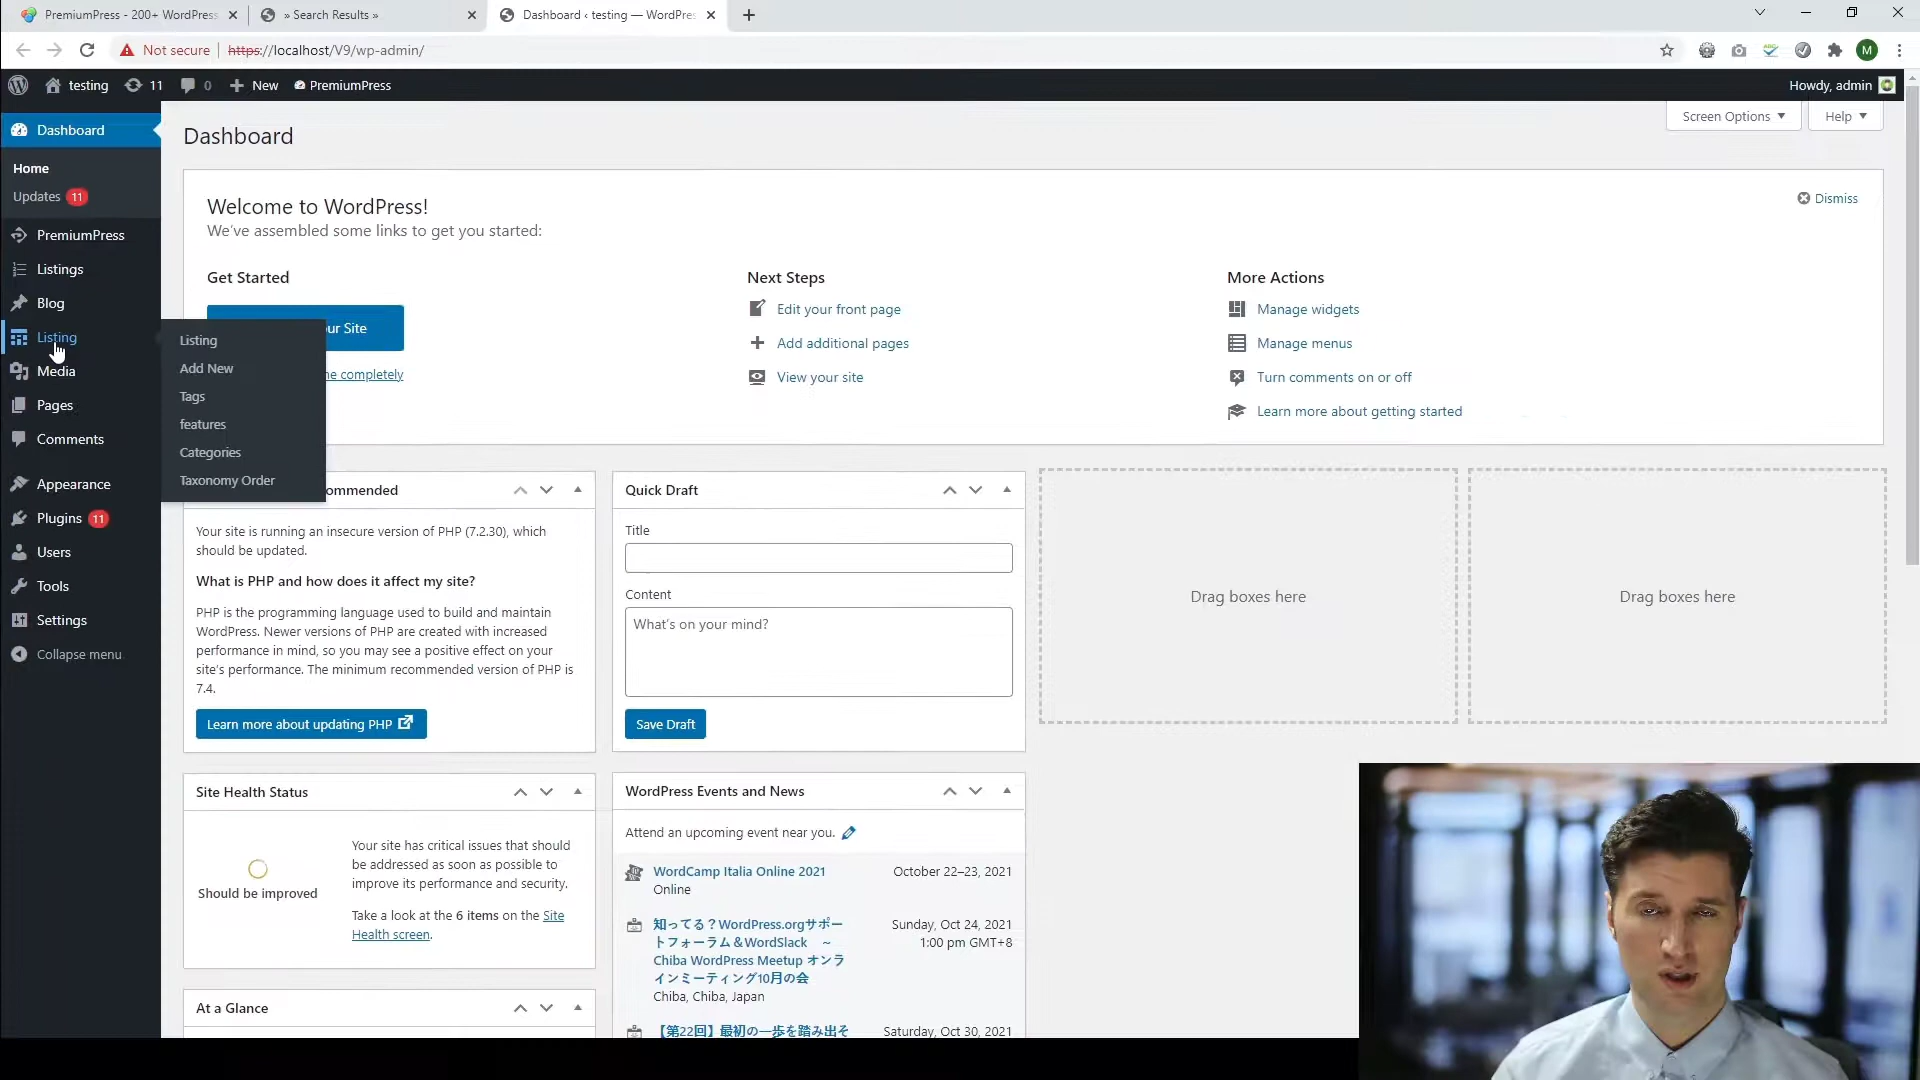 PremiumPress - 200+ WordPress
» Search Results »
Dashboard ‹ testing — WordPres
Not secure
https://localhost/V9/wp-admin/
M
testing
11
0
New
PremiumPress
Howdy, admin
Dashboard
Home
Updates 11
PremiumPress
Listings
Blog
Listing
Media
Pages
Comments
Appearance
Plugins 11
Users
Tools
Settings
Collapse menu
Listing
Add New
Tags
features
Categories
Taxonomy Order
Dashboard
Screen Options
Help
Welcome to WordPress!
We've assembled some links to get you started:
Dismiss
Get Started
ur Site
me completely
Next Steps
Edit your front page
Add additional pages
View your site
More Actions
Manage widgets
Manage menus
Turn comments on or off
Learn more about getting started
ommended
Your site is running an insecure version of PHP (7.2.30), which
should be updated.
What is PHP and how does it affect my site?
PHP is the programming language used to build and maintain
WordPress. Newer versions of PHP are created with increased
performance in mind, so you may see a positive effect on your
site's performance. The minimum recommended version of PHP is
7.4.
Learn more about updating PHP
Quick Draft
Title
Content
What's on your mind?
Save Draft
Drag boxes here
Drag boxes here
Site Health Status
Should be improved
Your site has critical issues that should
be addressed as soon as possible to
improve its performance and security.
Take a look at the 6 items on the Site
Health screen.
WordPress Events and News
Attend an upcoming event near you.
WordCamp Italia Online 2021
Online
October 22–23, 2021
知ってる？WordPress.orgサポー
トフォーラム＆WordSlack ～
Chiba WordPress Meetup オンラ
インミーティング10月の会
Chiba, Chiba, Japan
Sunday, Oct 24, 2021
1:00 pm GMT+8
【第22回】最初の一歩を踏み出そ
Saturday, Oct 30, 2021
At a Glance